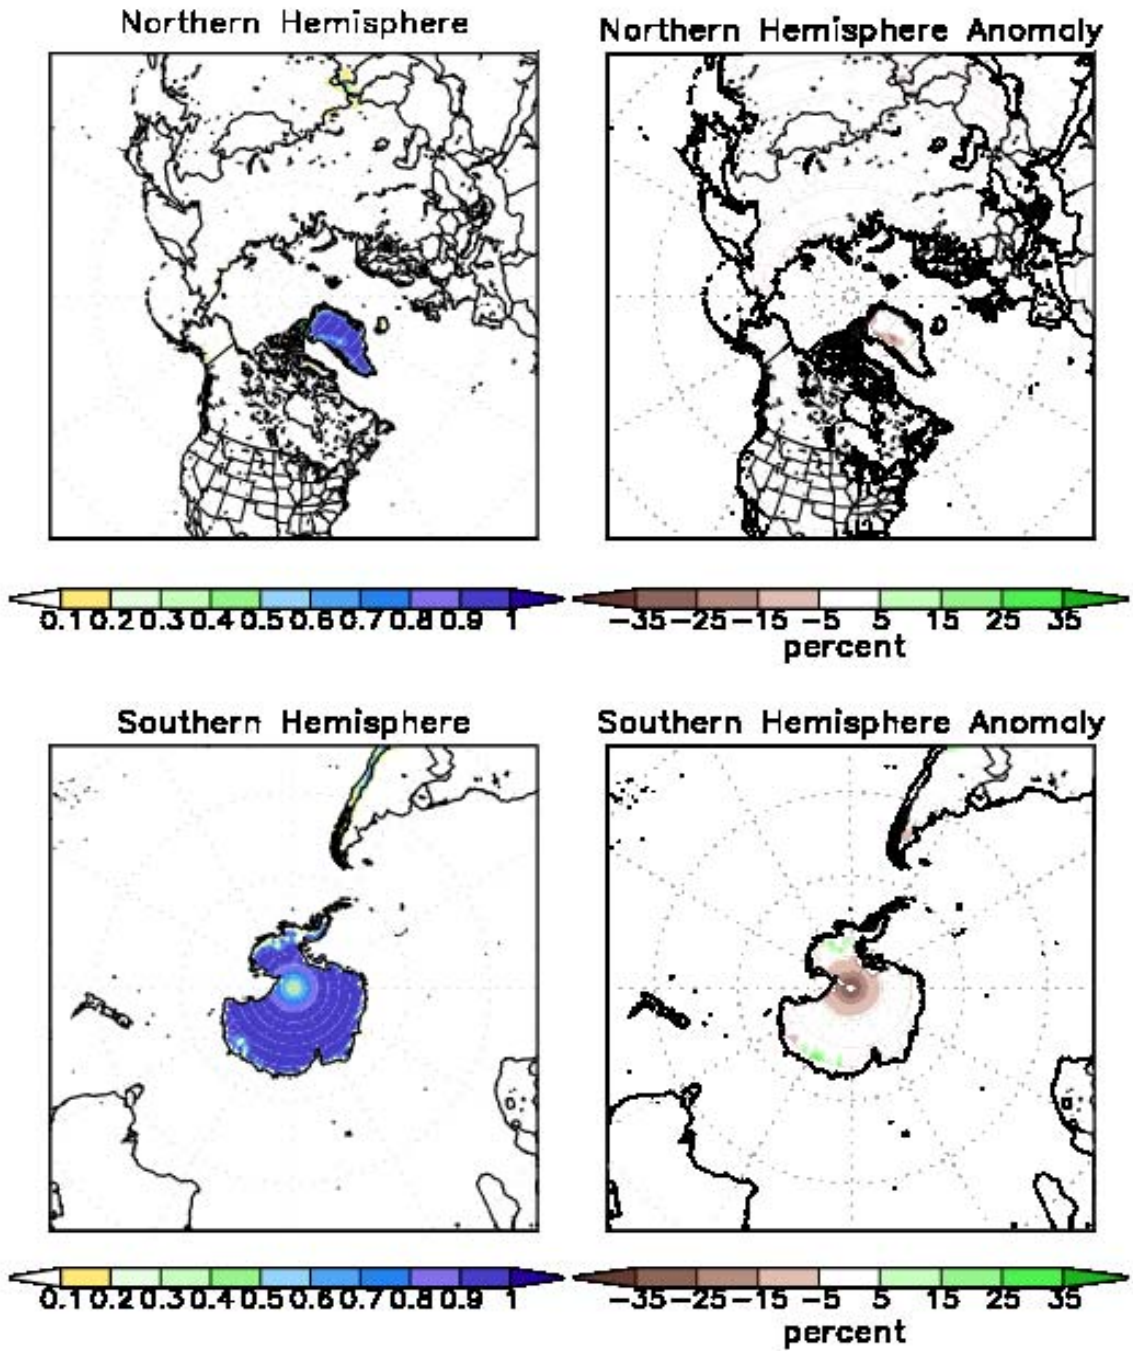 Northern Hemisphere
Northern Hemisphere Anomaly
0.1 0.2 0.3 0.4 0.5 0.6 0.7 0.8 0.9 1
-35 -25 -15 -5 5 15 25 35
percent
Southern Hemisphere
Southern Hemisphere Anomaly
0.1 0.2 0.3 0.4 0.5 0.6 0.7 0.8 0.9 1
-35 -25 -15 -5 5 15 25 35
percent